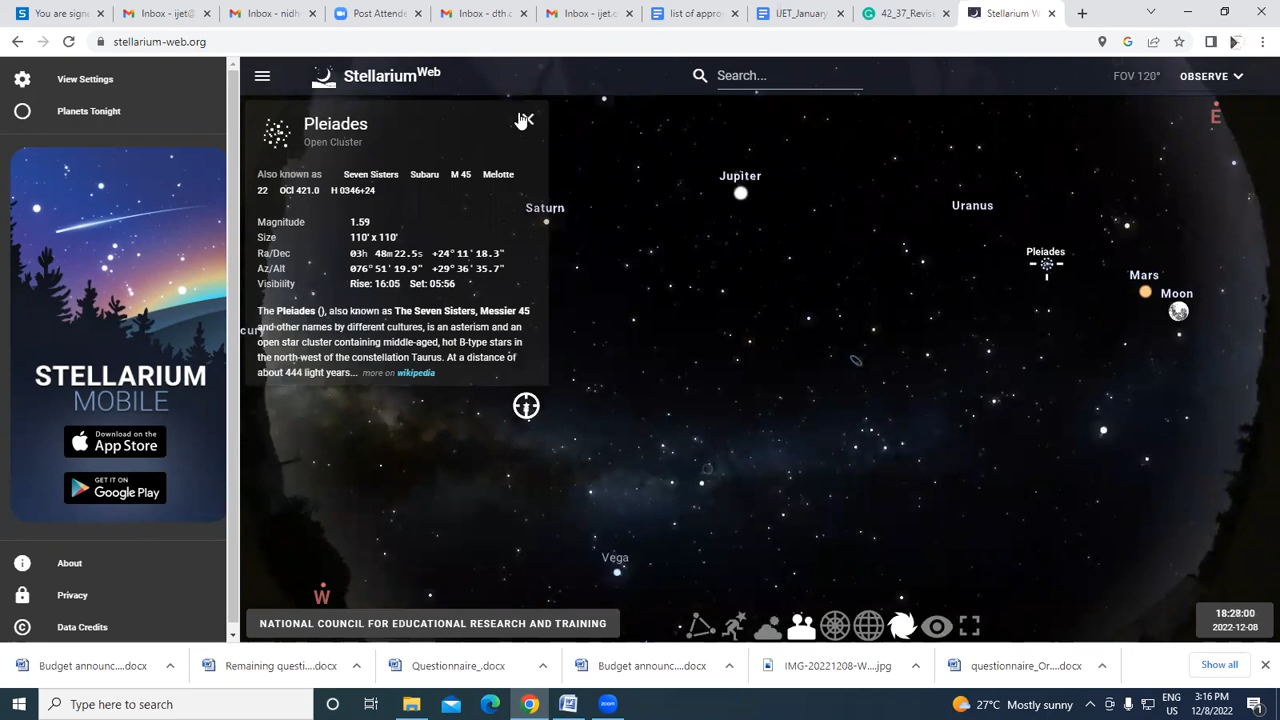 You are signe
Inbox - ijet@
Inbox - nidhi
Post Attende
Inbox - dth.c
Inbox - ijet.c
list of appro
IJET_January
42_37_Revis
Stellarium W
stellarium-web.org
View Settings
Planets Tonight
StellariumWeb
Search...
FOV 120°
OBSERVE
E
Pleiades
Open Cluster
Also known as Seven Sisters Subaru M 45 Melotte
22 OCl 421.0 H 0346+24
Magnitude 1.59
Size 110' x 110'
Ra/Dec 03h 48m22.5s +24°11'18.3"
Az/Alt 076°51'19.9" +29°36'35.7"
Visibility Rise: 16:05 Set: 05:56
The Pleiades (), also known as The Seven Sisters, Messier 45
and other names by different cultures, is an asterism and an
open star cluster containing middle-aged, hot B-type stars in
the north-west of the constellation Taurus. At a distance of
about 444 light years... more on wikipedia
Jupiter
Saturn
Uranus
Pleiades
Mars
Moon
Vega
W
STELLARIUM
MOBILE
Download on the
App Store
GET IT ON
Google Play
About
Privacy
Data Credits
NATIONAL COUNCIL FOR EDUCATIONAL RESEARCH AND TRAINING
18:28:00
2022-12-08
Budget announc....docx
Remaining questi....docx
Questionnaire_.docx
Budget announc....docx
IMG-20221208-W....jpg
questionnaire_Or....docx
Show all
Type here to search
zoom
27°C Mostly sunny
ENG
US
3:16 PM
12/8/2022